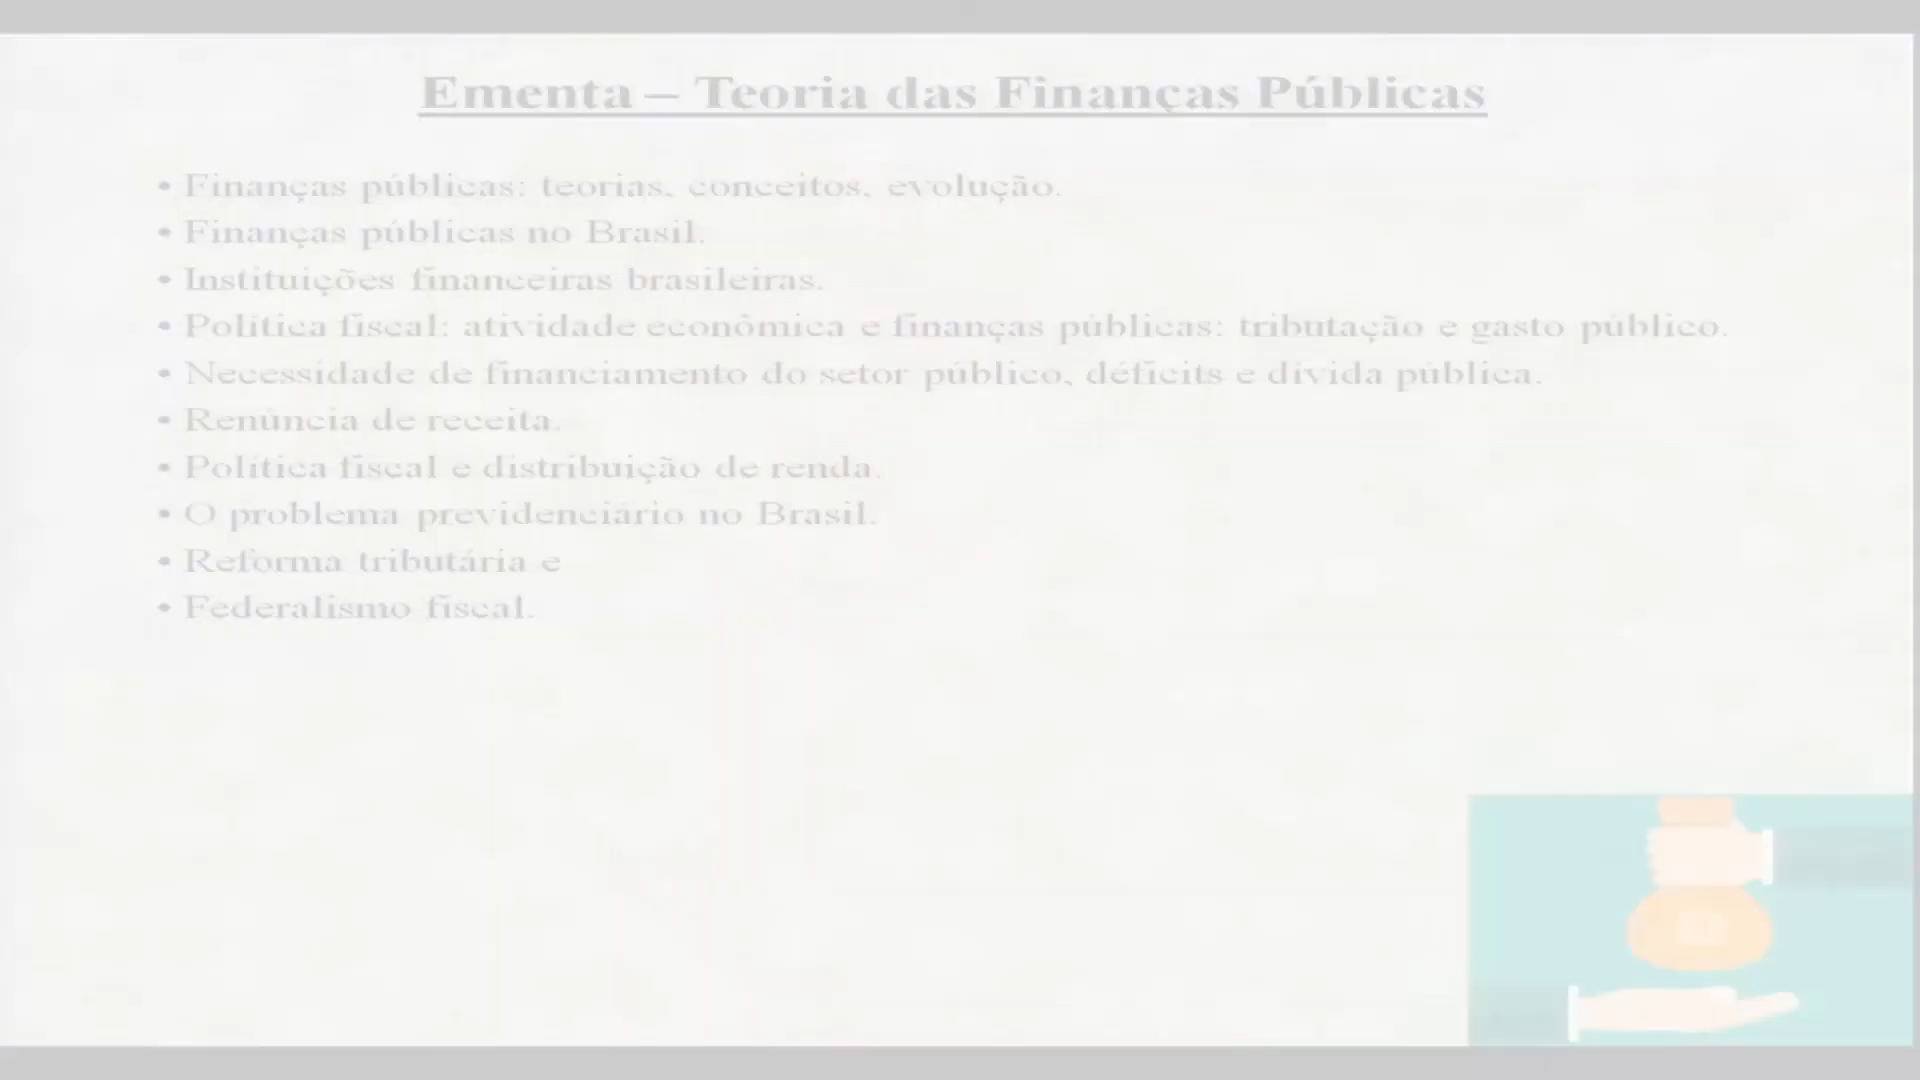 Ementa – Teoria das Finanças Públicas
• Finanças públicas: teorias, conceitos, evolução.
• Finanças públicas no Brasil.
• Instituições financeiras brasileiras.
• Política fiscal: atividade econômica e finanças públicas: tributação e gasto público.
• Necessidade de financiamento do setor público, déficits e dívida pública.
• Renúncia de receita.
• Política fiscal e distribuição de renda.
• O problema previdenciário no Brasil.
• Reforma tributária e
• Federalismo fiscal.